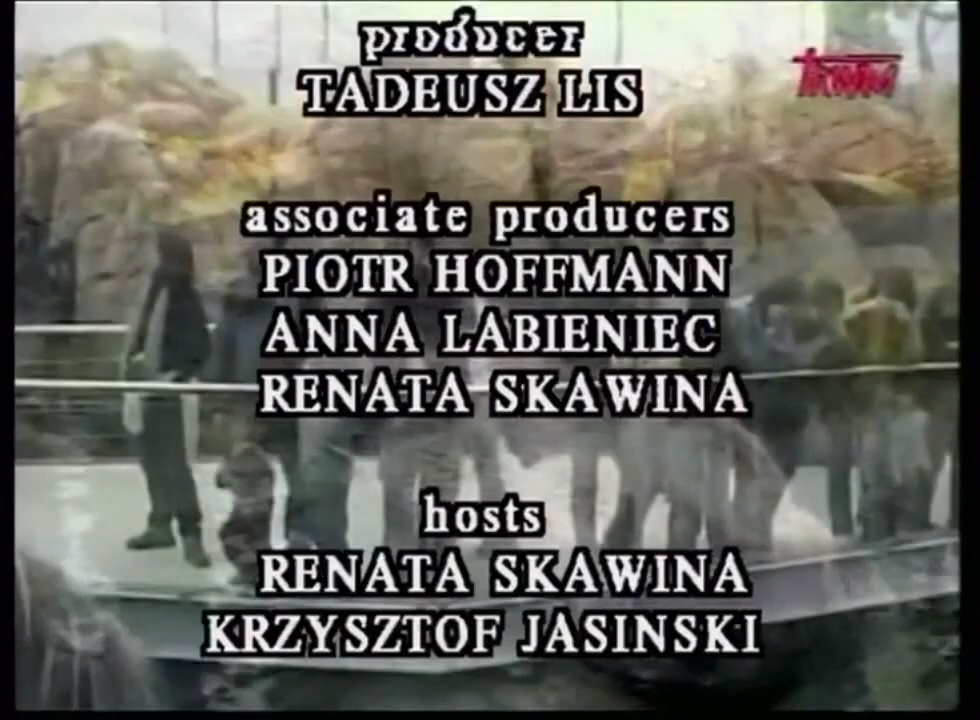 producer
TADEUSZ LIS
associate producers
PIOTR HOFFMANN
ANNA LABIENIEC
RENATA SKAWINA
hosts
RENATA SKAWINA
KRZYSZTOF JASINSKI